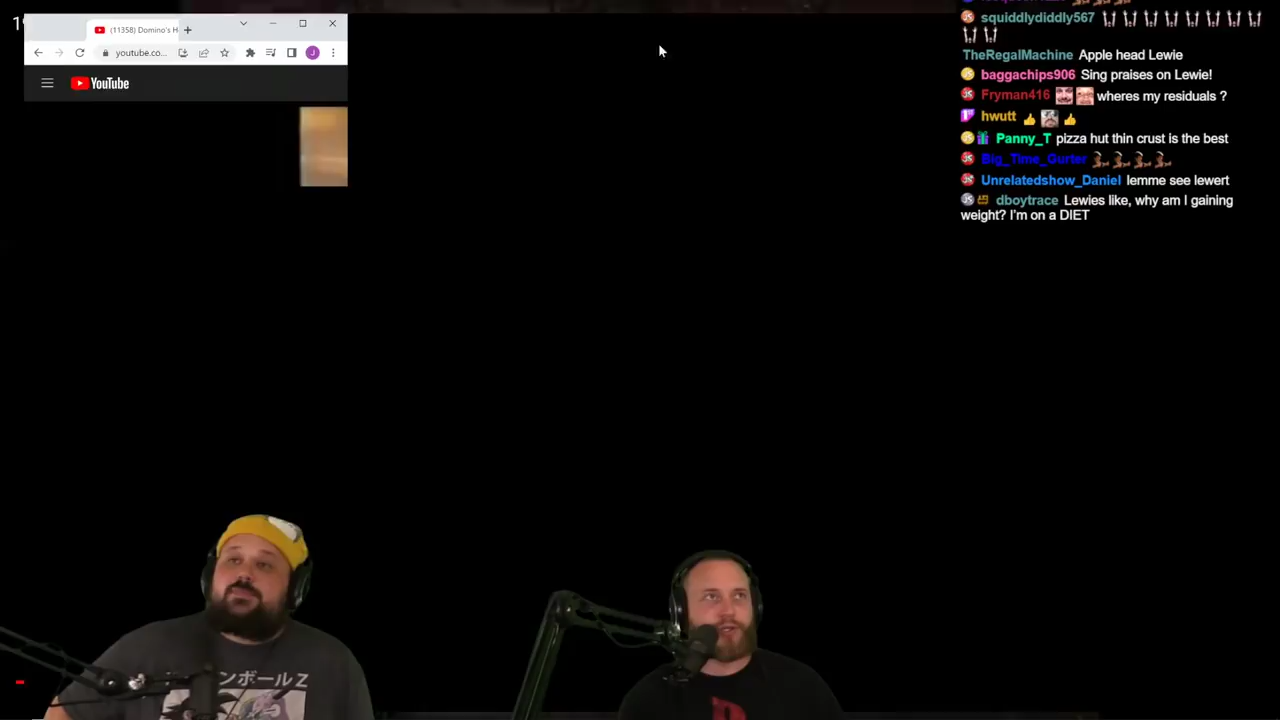 19
(11358) Domino's H
youtube.co...
J
YouTube
squiddlydiddly567
TheRegalMachine Apple head Lewie
baggachips906 Sing praises on Lewie!
Fryman416 wheres my residuals ?
hwutt
Panny_T pizza hut thin crust is the best
Big_Time_Gurter
Unrelatedshow_Daniel lemme see lewert
dboytrace Lewies like, why am I gaining
weight? I'm on a DIET
ンボールZ